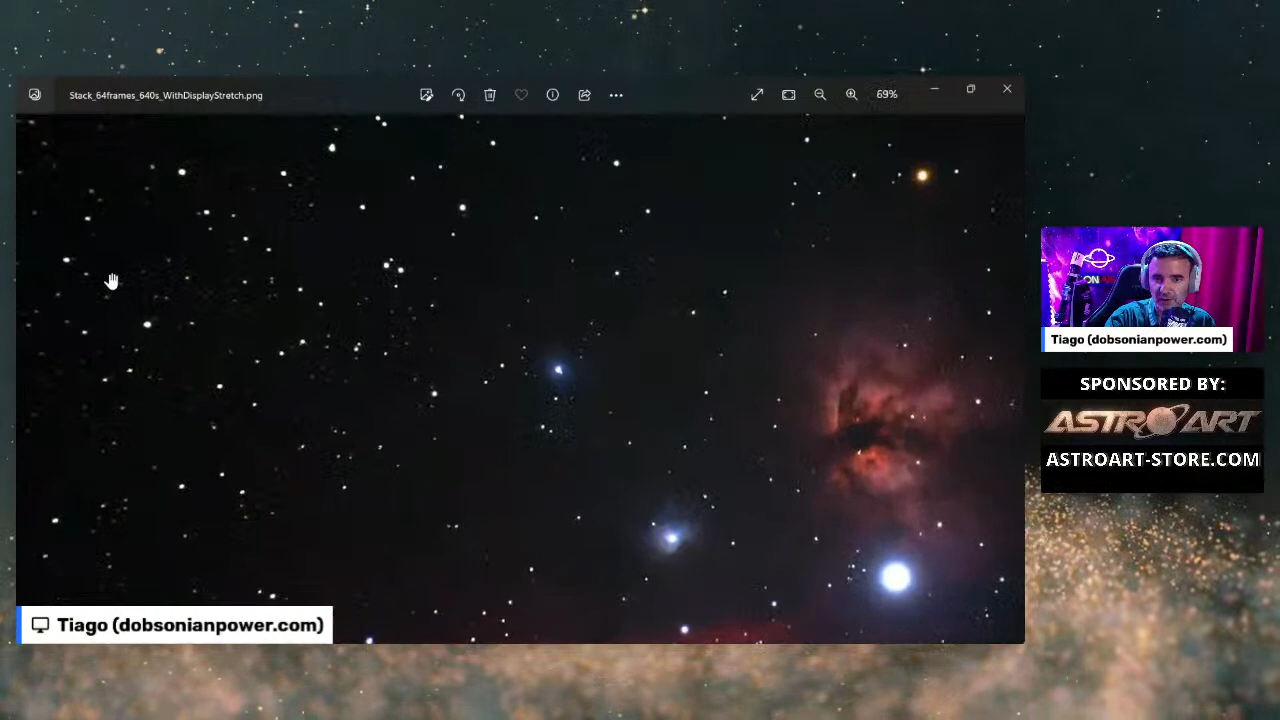 Stack_64frames_640s_WithDisplayStretch.png
69%
Tiago (dobsonianpower.com)
SPONSORED BY:
ASTROART
ASTROART-STORE.COM
Tiago (dobsonianpower.com)